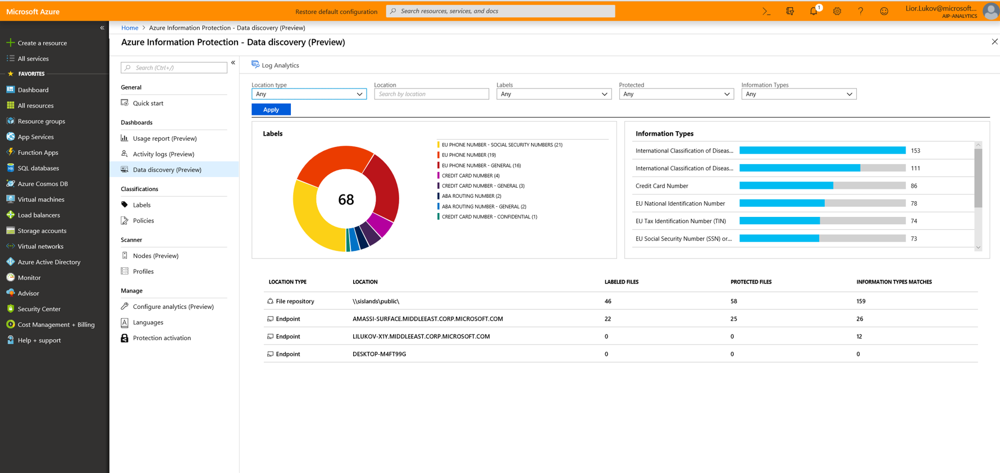 Microsoft Azure
Restore default configuration
Search resources, services, and docs
1
Lior.Lukov@microsoft...
AIP-ANALYTICS
Create a resource
All services
FAVORITES
Dashboard
All resources
Resource groups
App Services
Function Apps
SQL databases
Azure Cosmos DB
Virtual machines
Load balancers
Storage accounts
Virtual networks
Azure Active Directory
Monitor
Advisor
Security Center
Cost Management + Billing
Help + support
Home > Azure Information Protection - Data discovery (Preview)
Azure Information Protection - Data discovery (Preview)
Search (Ctrl+/)
General
Quick start
Dashboards
Usage report (Preview)
Activity logs (Preview)
Data discovery (Preview)
Classifications
Labels
Policies
Scanner
Nodes (Preview)
Profiles
Manage
Configure analytics (Preview)
Languages
Protection activation
Log Analytics
Location type Location Labels Protected Information Types
Any Search by location Any Any Any
Apply
Labels
68
EU PHONE NUMBER - SOCIAL SECURITY NUMBERS (21)
EU PHONE NUMBER (19)
EU PHONE NUMBER - GENERAL (16)
CREDIT CARD NUMBER (4)
CREDIT CARD NUMBER - GENERAL (3)
ABA ROUTING NUMBER (2)
ABA ROUTING NUMBER - GENERAL (2)
CREDIT CARD NUMBER - CONFIDENTIAL (1)
Information Types
International Classification of Diseas... 153
International Classification of Diseas... 111
Credit Card Number 86
EU National Identification Number 78
EU Tax Identification Number (TIN) 74
EU Social Security Number (SSN) or... 73
LOCATION TYPE LOCATION LABELED FILES PROTECTED FILES INFORMATION TYPES MATCHES
File repository \\sislands\public\ 46 58 159
Endpoint AMASSI-SURFACE.MIDDLEEAST.CORP.MICROSOFT.COM 22 25 26
Endpoint LILUKOV-X1Y.MIDDLEEAST.CORP.MICROSOFT.COM 0 0 12
Endpoint DESKTOP-M4FT99G 0 0 0